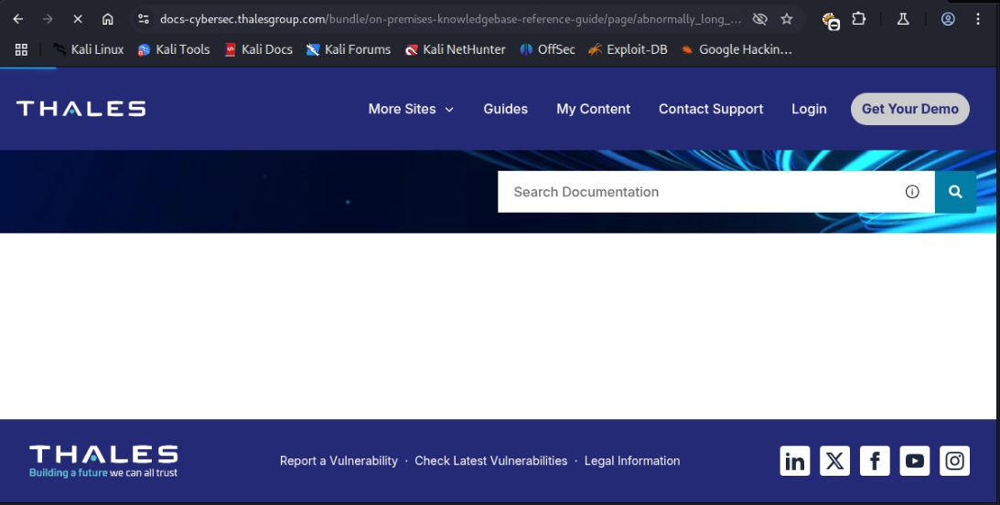 docs-cybersec.thalesgroup.com/bundle/on-premises-knowledgebase-reference-guide/page/abnormally_long_...
Kali Linux Kali Tools Kali Docs Kali Forums Kali NetHunter OffSec Exploit-DB Google Hackin...
THALES More Sites Guides My Content Contact Support Login Get Your Demo
Search Documentation
THALES
Building a future we can all trust
Report a Vulnerability · Check Latest Vulnerabilities · Legal Information